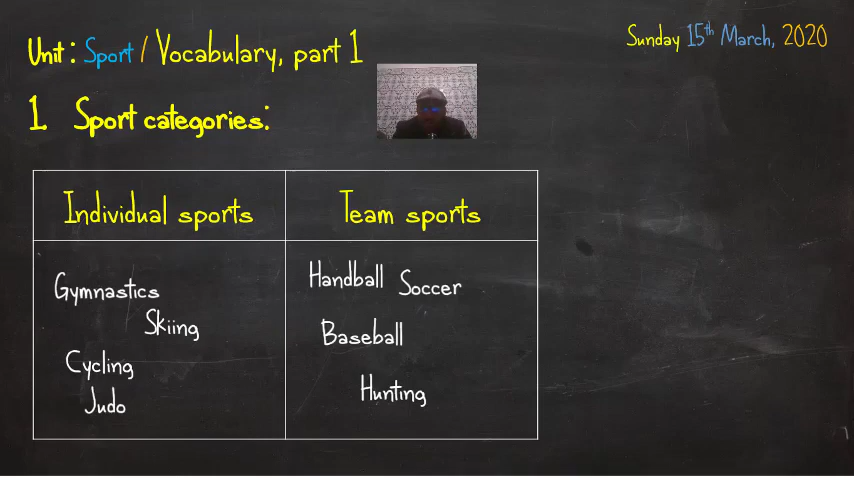 Unit: Sport / Vocabulary, part 1
Sunday 15th March, 2020
1. Sport categories:
Individual sports
Team sports
Gymnastics
Skiing
Cycling
Judo
Handball Soccer
Baseball
Hunting